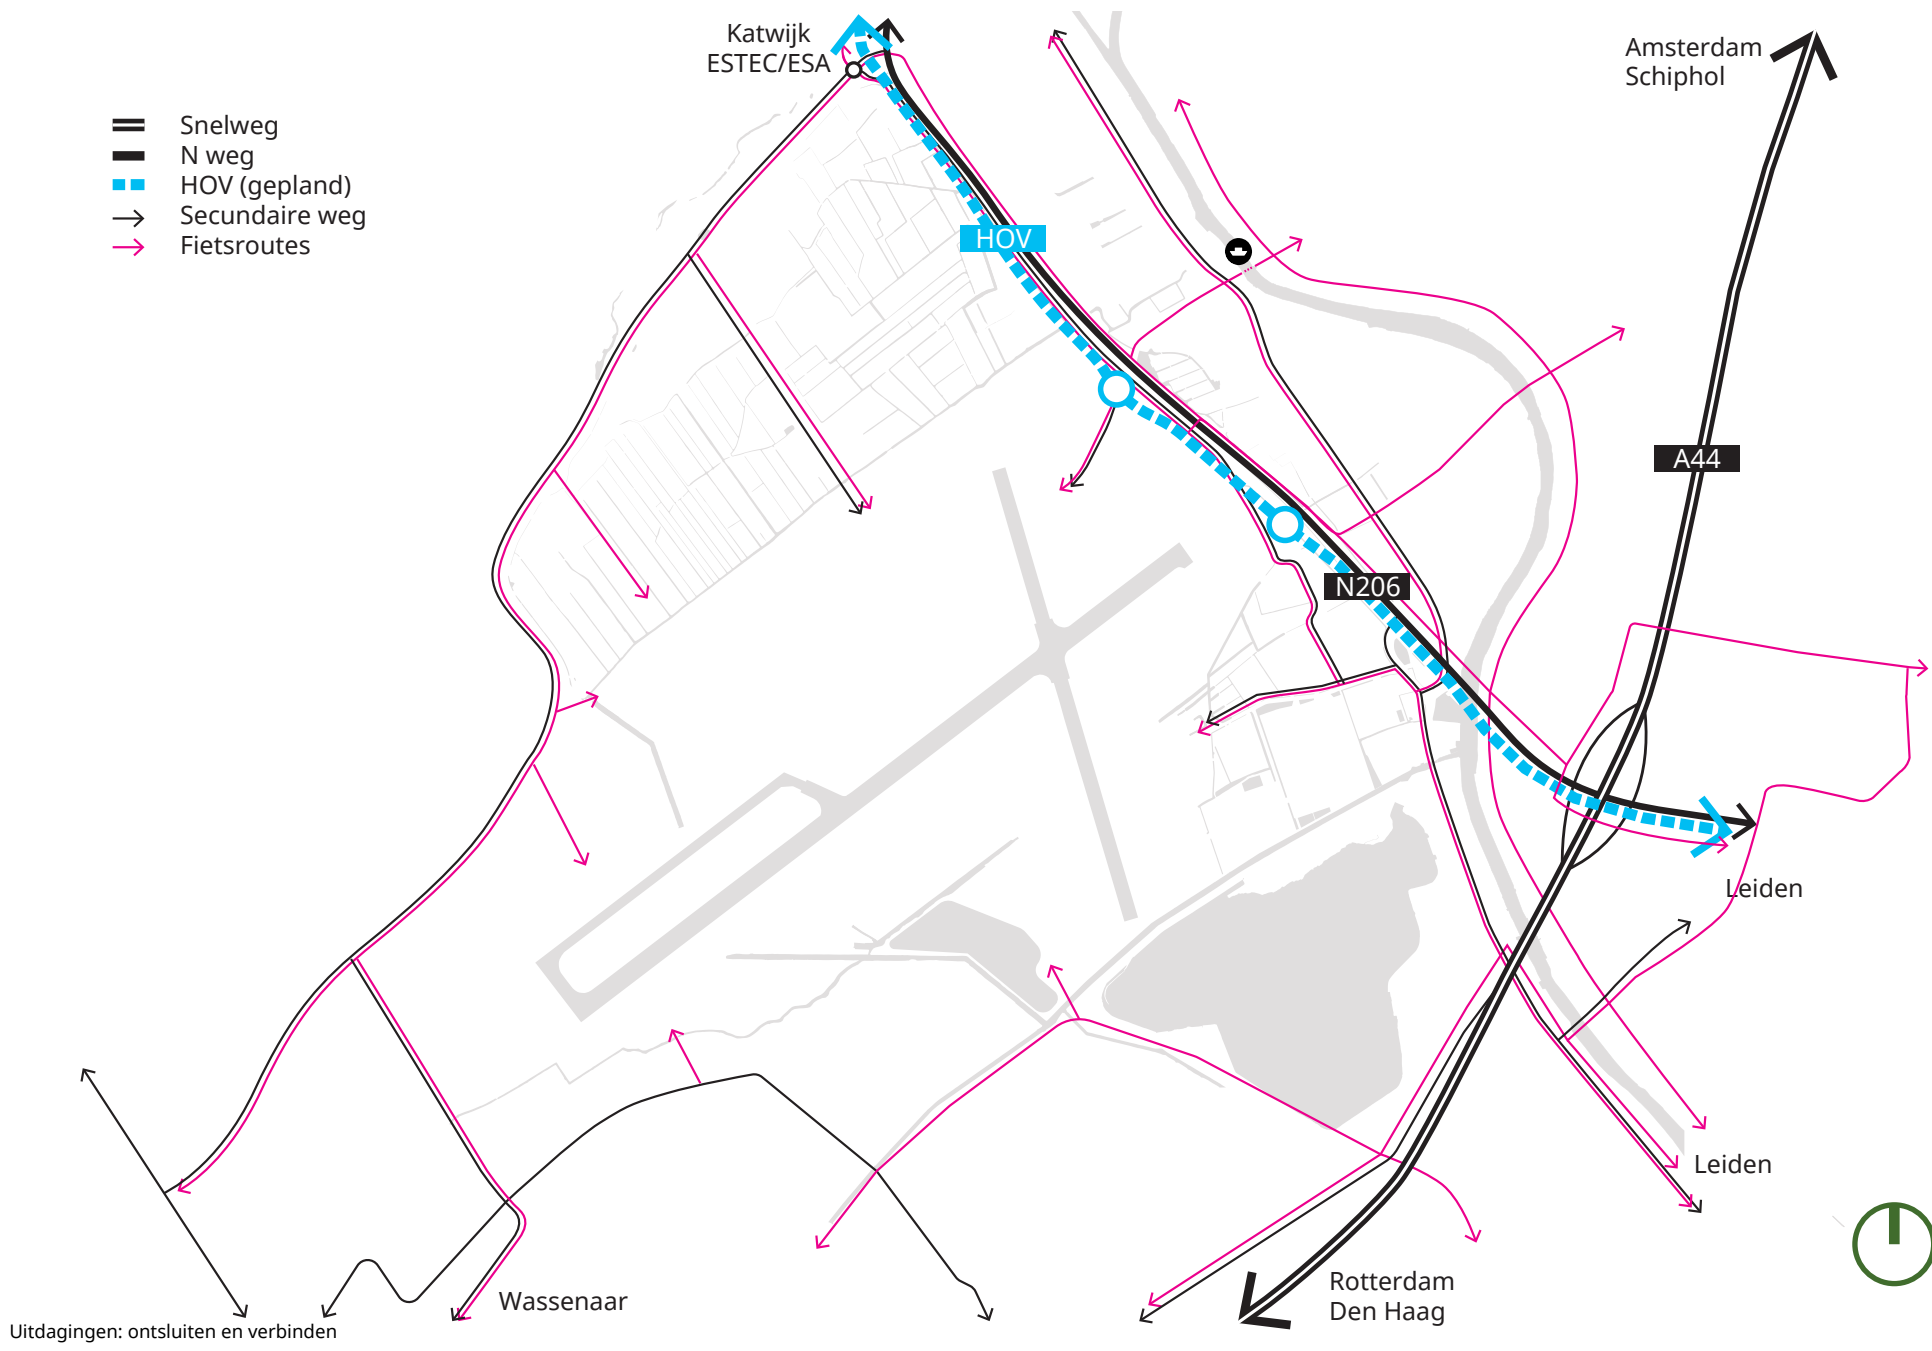 Katwijk
ESTEC/ESA
Amsterdam
Schiphol
Snelweg
N weg
HOV (gepland)
Secundaire weg
Fietsroutes
HOV
A44
N206
Leiden
Leiden
Rotterdam
Den Haag
Wassenaar
Uitdagingen: ontsluiten en verbinden